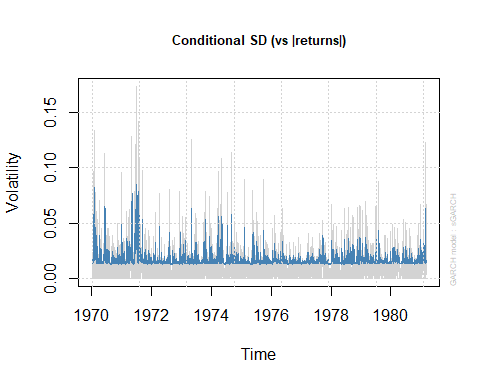 Conditional SD (vs |returns|)
Volatility
0.15
0.10
0.05
0.00
1970 1972 1974 1976 1978 1980
Time
GARCH model : sGARCH